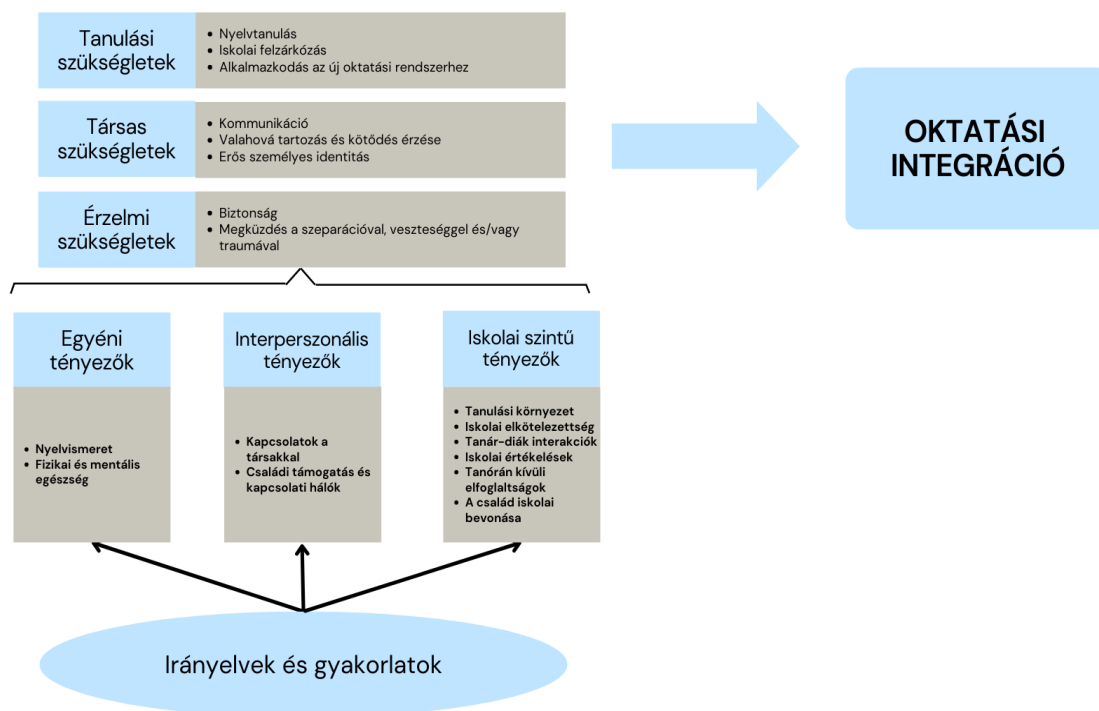 Tanulási
szükségletek
• Nyelvtanulás
• Iskolai felzárkózás
• Alkalmazkodás az új oktatási rendszerhez
Társas
szükségletek
• Kommunikáció
• Valahová tartozás és kötődés érzése
• Erős személyes identitás
Érzelmi
szükségletek
• Biztonság
• Megküzdés a szeparációval, veszteséggel és/vagy
traumával
OKTATÁSI
INTEGRÁCIÓ
Egyéni
tényezők
• Nyelvismeret
• Fizikai és mentális
egészség
Interperszonális
tényezők
• Kapcsolatok a
társakkal
• Családi támogatás és
kapcsolati hálók
Iskolai szintű
tényezők
• Tanulási környezet
• Iskolai elkötelezettség
• Tanár-diák interakciók
• Iskolai értékelések
• Tanórán kívüli
elfoglaltságok
• A család iskolai
bevonása
Irányelvek és gyakorlatok